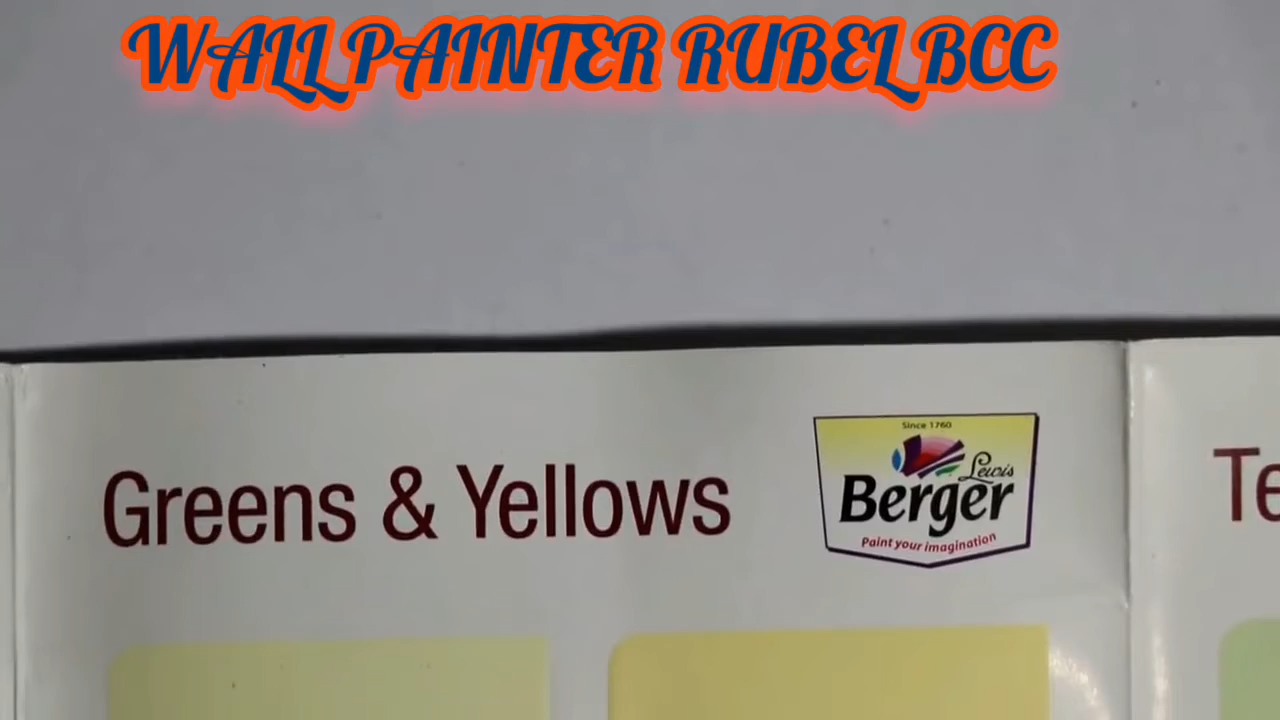 WALL PAINTER RUBEL BCC
Greens & Yellows
Since 1760
Lewis
Berger
Paint your imagination